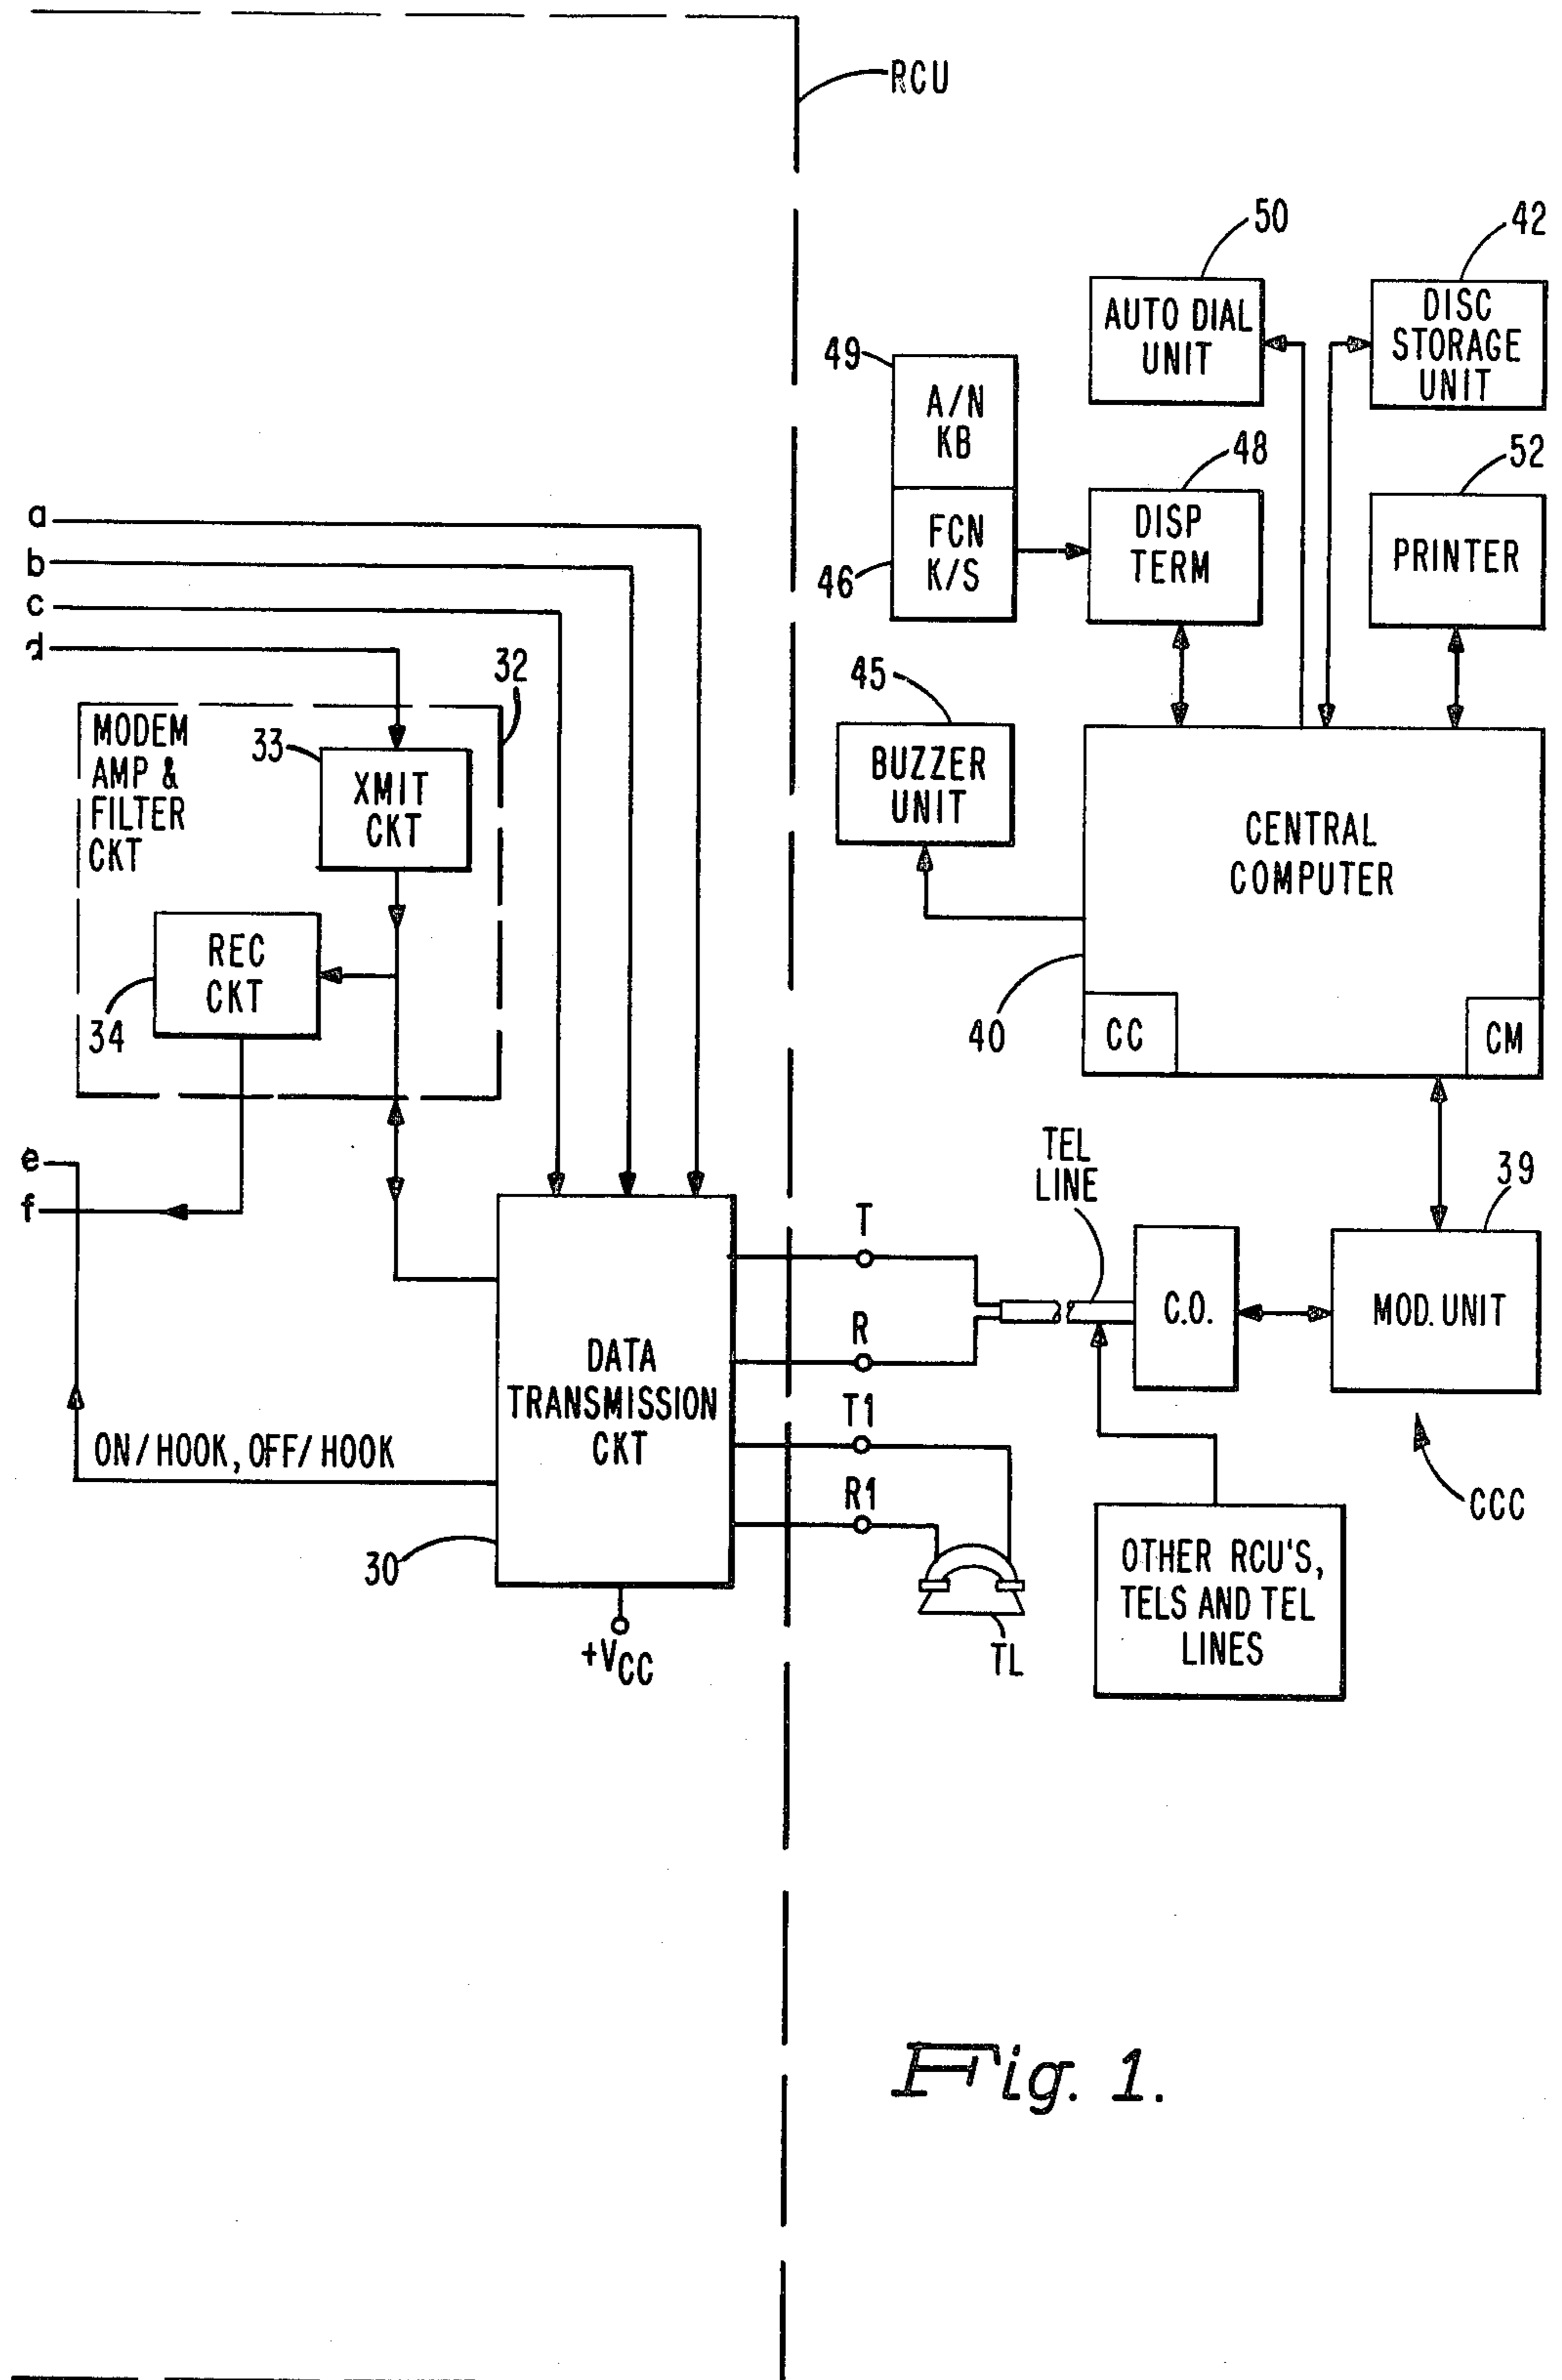 RCU
50
42
AUTO DIAL
UNIT
DISC
STORAGE
UNIT
49
A/N
KB
48
52
FCN
K/S
46
DISP
TERM
PRINTER
a
b
c
d
32
MODEM
AMP &
FILTER
CKT
33
XMIT
CKT
45
BUZZER
UNIT
CENTRAL
COMPUTER
REC
CKT
34
40
CC
CM
e
f
TEL
LINE
39
T
R
C.O.
MOD. UNIT
DATA
TRANSMISSION
CKT
T1
R1
ON/HOOK, OFF/HOOK
CCC
30
OTHER RCU'S,
TELS AND TEL
LINES
+VCC
TL
Fig. 1.